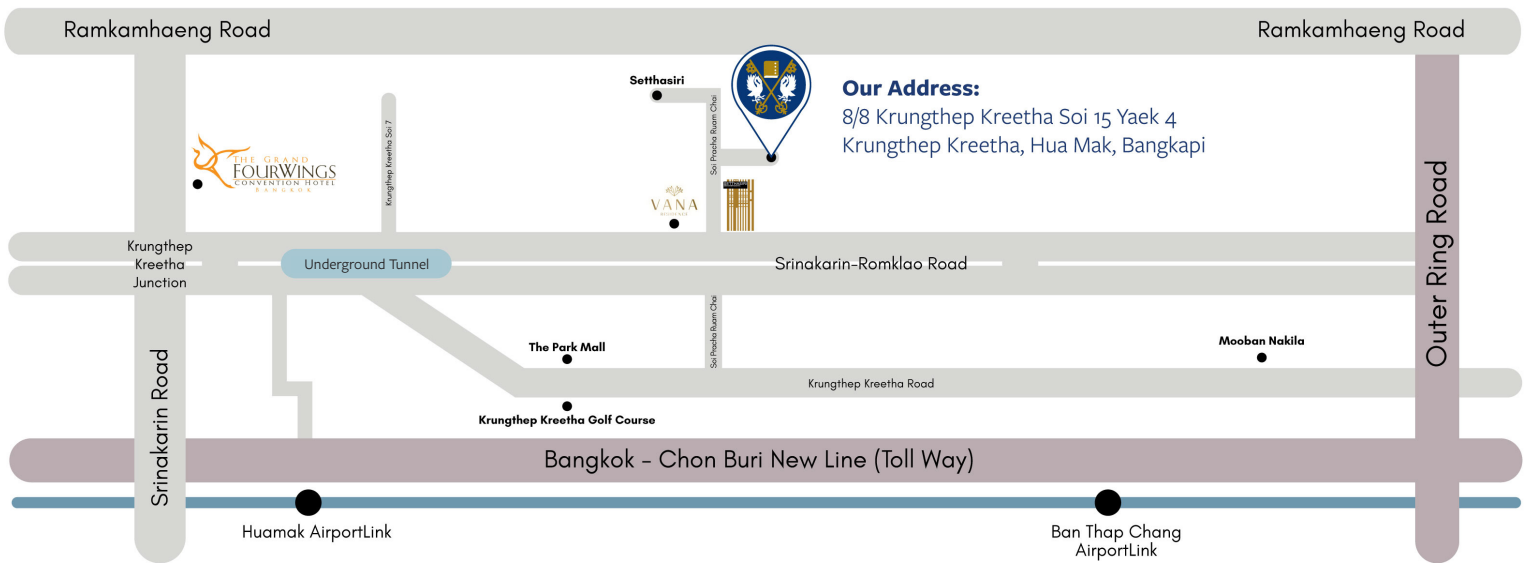 Ramkamhaeng Road
Ramkamhaeng Road
Setthasiri
Soi Pracha Ruam Chai
Our Address:
8/8 Krungthep Kreetha Soi 15 Yaek 4
Krungthep Kreetha, Hua Mak, Bangkapi
Krungthep Kreetha Soi 7
THE GRAND
FOURWINGS
CONVENTION HOTEL
BANGKOK
VANA
Outer Ring Road
Krungthep
Kreetha
Junction
Underground Tunnel
Srinakarin-Romklao Road
Soi Pracha Ruam Chai
The Park Mall
Mooban Nakila
Krungthep Kreetha Road
Srinakarin Road
Krungthep Kreetha Golf Course
Bangkok - Chon Buri New Line (Toll Way)
Huamak AirportLink
Ban Thap Chang
AirportLink